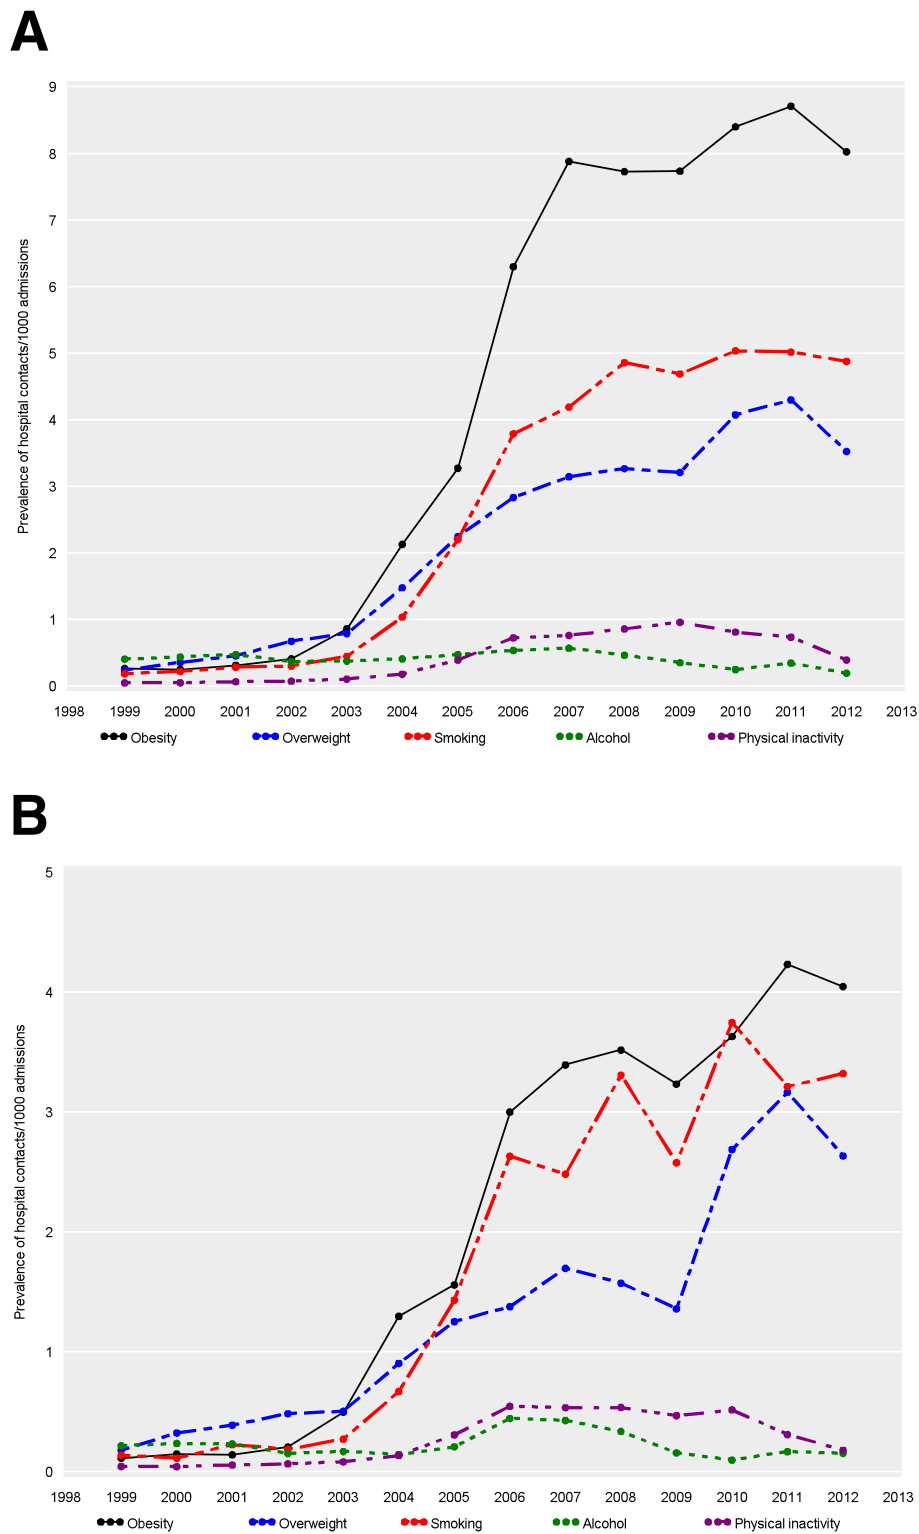 A
9
8
7
6
5
4
3
2
1
0
Prevalence of hospital contacts/1000 admissions
1998 1999 2000 2001 2002 2003 2004 2005 2006 2007 2008 2009 2010 2011 2012 2013
Obesity Overweight Smoking Alcohol Physical inactivity
B
5
4
3
2
1
0
Prevalence of hospital contacts/1000 admissions
1998 1999 2000 2001 2002 2003 2004 2005 2006 2007 2008 2009 2010 2011 2012 2013
Obesity Overweight Smoking Alcohol Physical inactivity